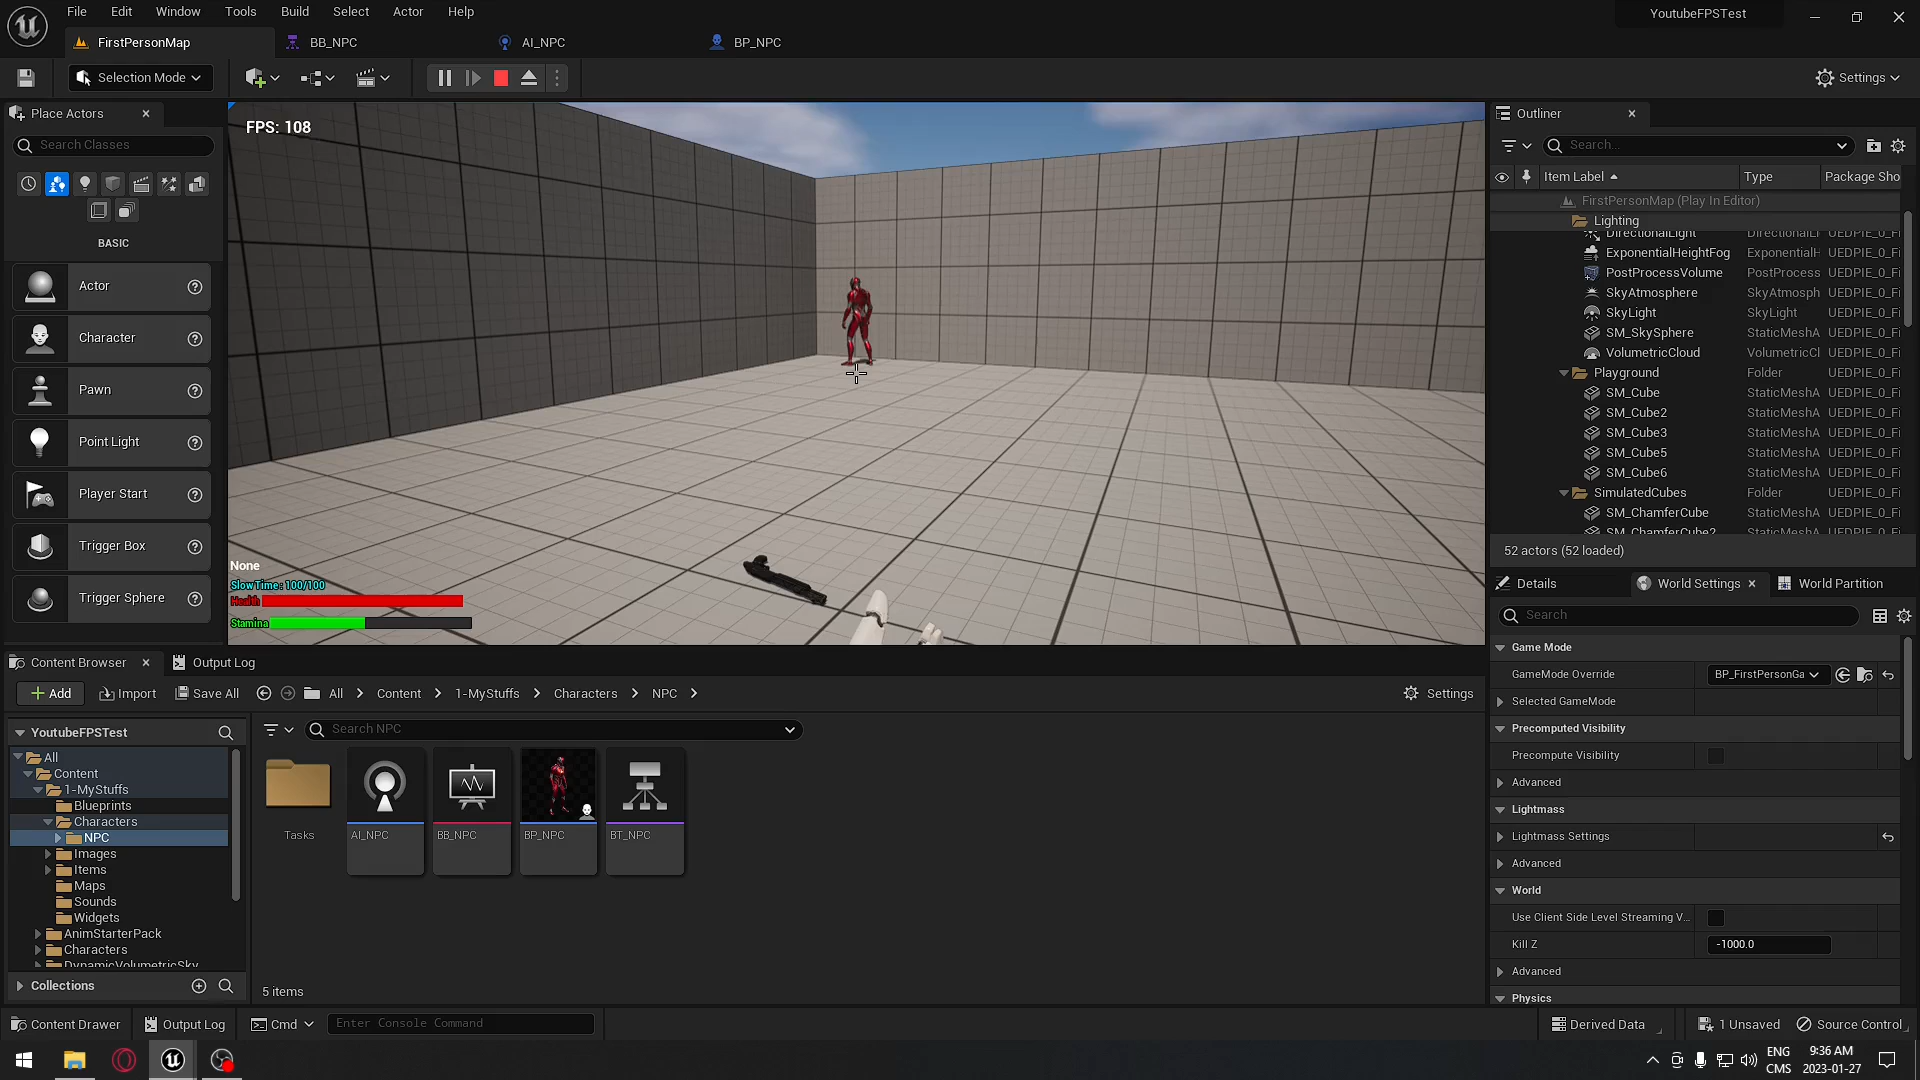 File Edit Window Tools Build Select Actor Help
YoutubeFPSTest
FirstPersonMap BB_NPC AI_NPC BP_NPC
Selection Mode
Settings
Place Actors
Search Classes
BASIC
Actor
Character
Pawn
Point Light
Player Start
Trigger Box
Trigger Sphere
FPS: 108
None
SlowTime: 100/100
Health
Stamina
Outliner
Search...
Item Label Type Package Sho
FirstPersonMap (Play In Editor)
Lighting
DirectionalLight DirectionalLi UEDPIE_0_Fi
ExponentialHeightFog ExponentialH UEDPIE_0_Fi
PostProcessVolume PostProcess UEDPIE_0_Fi
SkyAtmosphere SkyAtmosph UEDPIE_0_Fi
SkyLight SkyLight UEDPIE_0_Fi
SM_SkySphere StaticMeshA UEDPIE_0_Fi
VolumetricCloud VolumetricCl UEDPIE_0_Fi
Playground Folder UEDPIE_0_Fi
SM_Cube StaticMeshA UEDPIE_0_Fi
SM_Cube2 StaticMeshA UEDPIE_0_Fi
SM_Cube3 StaticMeshA UEDPIE_0_Fi
SM_Cube5 StaticMeshA UEDPIE_0_Fi
SM_Cube6 StaticMeshA UEDPIE_0_Fi
SimulatedCubes Folder UEDPIE_0_Fi
SM_ChamferCube StaticMeshA UEDPIE_0_Fi
SM_ChamferCube2 StaticMeshA UEDPIE_0_Fi
52 actors (52 loaded)
Details World Settings World Partition
Search
Game Mode
GameMode Override BP_FirstPersonGa
Selected GameMode
Precomputed Visibility
Precompute Visibility
Advanced
Lightmass
Lightmass Settings
Advanced
World
Use Client Side Level Streaming V...
Kill Z -1000.0
Advanced
Physics
Content Browser Output Log
Add Import Save All All Content 1-MyStuffs Characters NPC Settings
YoutubeFPSTest
Search NPC
All
Content
1-MyStuffs
Blueprints
Characters
NPC
Images
Items
Maps
Sounds
Widgets
AnimStarterPack
Characters
DynamicVolumetricSky
Collections
Tasks AI_NPC BB_NPC BP_NPC BT_NPC
5 items
Content Drawer Output Log Cmd Enter Console Command
Derived Data 1 Unsaved Source Control
ENG
CMS
9:36 AM
2023-01-27